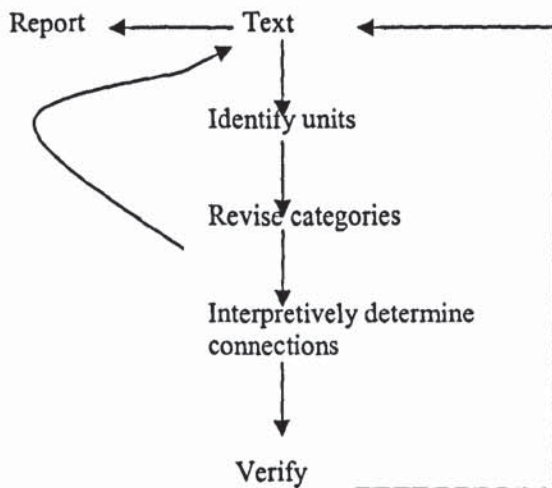 Report Text
Identify units
Revise categories
Interpretively determine
connections
Verify